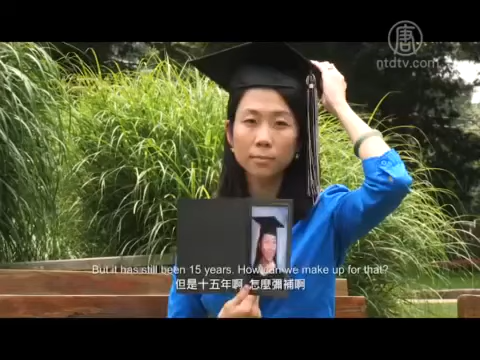 唐
ntdtv.com
But it has still been 15 years. How can we make up for that?
但是十五年啊 怎麼彌補啊